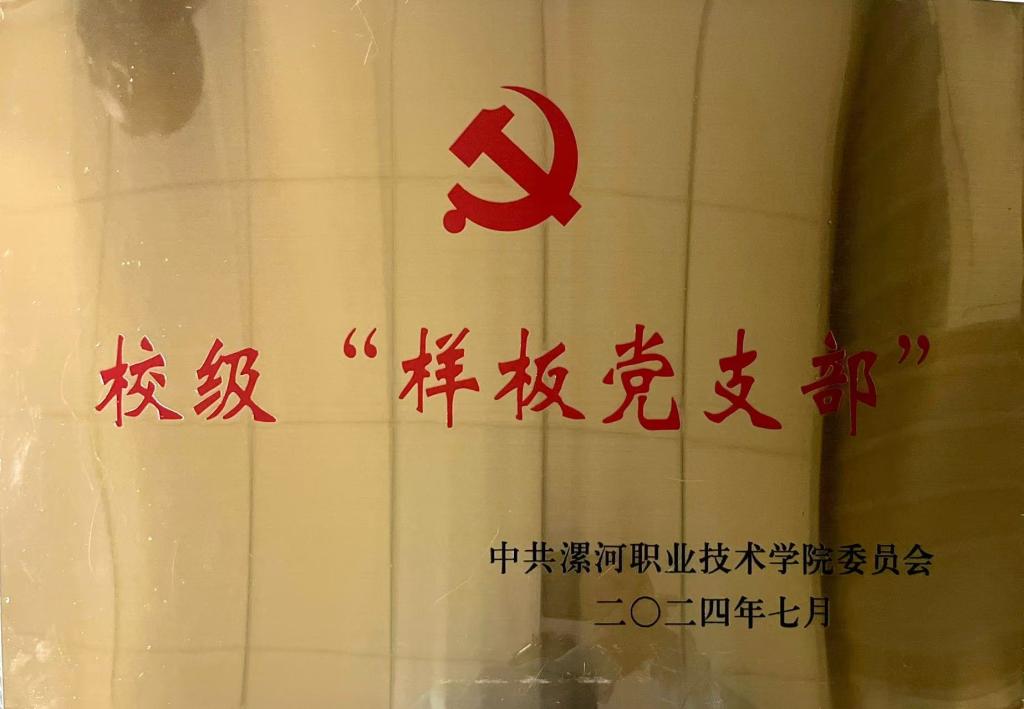 校级“样板党支部”
中共漯河职业技术学院委员会
二〇二四年七月